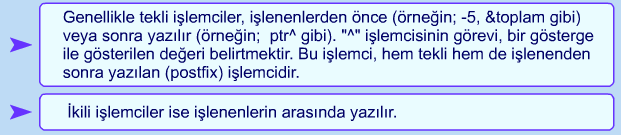 Genellikle tekli işlemciler, işlenenlerden önce (örneğin; -5, &toplam gibi)
veya sonra yazılır (örneğin;  ptr^ gibi). "^" işlemcisinin görevi, bir gösterge
ile gösterilen değeri belirtmektir. Bu işlemci, hem tekli hem de işlenenden
sonra yazılan (postfix) işlemcidir.
İkili işlemciler ise işlenenlerin arasında yazılır.